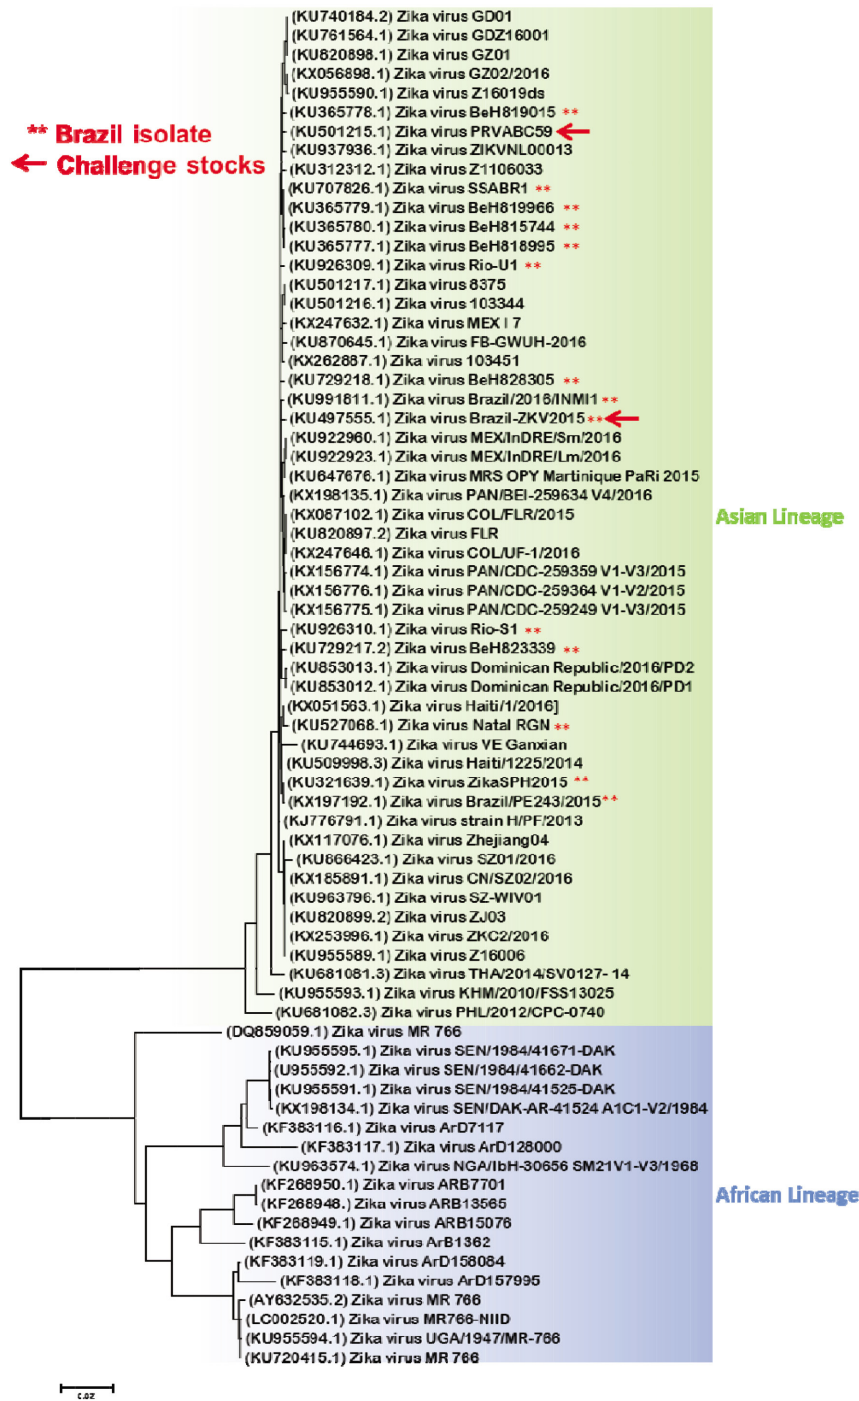 (KU740184.2) Zika virus GD01
(KU761564.1) Zika virus GDZ16001
(KU820898.1) Zika virus GZ01
(KX056898.1) Zika virus GZ02/2016
(KU955590.1) Zika virus Z16019ds
(KU365778.1) Zika virus BeH819015 **
** Brazil isolate
(KU501215.1) Zika virus PRVABC59
(KU937936.1) Zika virus ZIKVNL00013
Challenge stocks
(KU312312.1) Zika virus Z1106033
(KU707826.1) Zika virus SSABR1 **
(KU365779.1) Zika virus BeH819966 **
(KU365780.1) Zika virus BeH815744 **
(KU365777.1) Zika virus BeH818995 **
(KU926309.1) Zika virus Rio-U1 **
(KU501217.1) Zika virus 8375
(KU501216.1) Zika virus 103344
(KX247632.1) Zika virus MEX I 7
(KU870645.1) Zika virus FB-GWUH-2016
(KX262887.1) Zika virus 103451
(KU729218.1) Zika virus BeH828305 **
(KU991811.1) Zika virus Brazil/2016/INMI1 **
(KU497555.1) Zika virus Brazil-ZKV2015 **
(KU922960.1) Zika virus MEX/InDRE/Sm/2016
(KU922923.1) Zika virus MEX/InDRE/Lm/2016
(KU647676.1) Zika virus MRS OPY Martinique PaRi 2015
(KX198135.1) Zika virus PAN/BEI-259634 V4/2016
(KX087102.1) Zika virus COL/FLR/2015
Asian Lineage
(KU820897.2) Zika virus FLR
(KX247646.1) Zika virus COL/UF-1/2016
(KX156774.1) Zika virus PAN/CDC-259359 V1-V3/2015
(KX156776.1) Zika virus PAN/CDC-259364 V1-V2/2015
(KX156775.1) Zika virus PAN/CDC-259249 V1-V3/2015
(KU926310.1) Zika virus Rio-S1 **
(KU729217.2) Zika virus BeH823339 **
(KU853013.1) Zika virus Dominican Republic/2016/PD2
(KU853012.1) Zika virus Dominican Republic/2016/PD1
(KX051563.1) Zika virus Haiti/1/2016]
(KU527068.1) Zika virus Natal RGN **
(KU744693.1) Zika virus VE Ganxian
(KU509998.3) Zika virus Haiti/1225/2014
(KU321639.1) Zika virus ZikaSPH2015 **
(KX197192.1) Zika virus Brazil/PE243/2015**
(KJ776791.1) Zika virus strain H/PF/2013
(KX117076.1) Zika virus Zhejiang04
(KU866423.1) Zika virus SZ01/2016
(KX185891.1) Zika virus CN/SZ02/2016
(KU963796.1) Zika virus SZ-WIV01
(KU820899.2) Zika virus ZJ03
(KX253996.1) Zika virus ZKC2/2016
(KU955589.1) Zika virus Z16006
(KU681081.3) Zika virus THA/2014/SV0127- 14
(KU955593.1) Zika virus KHM/2010/FSS13025
(KU681082.3) Zika virus PHL/2012/CPC-0740
(DQ859059.1) Zika virus MR 766
(KU955595.1) Zika virus SEN/1984/41671-DAK
(U955592.1) Zika virus SEN/1984/41662-DAK
(KU955591.1) Zika virus SEN/1984/41525-DAK
(KX198134.1) Zika virus SEN/DAK-AR-41524 A1C1-V2/1984
(KF383116.1) Zika virus ArD7117
(KF383117.1) Zika virus ArD128000
(KU963574.1) Zika virus NGA/IbH-30656 SM21V1-V3/1968
(KF268950.1) Zika virus ARB7701
African Lineage
(KF268948.) Zika virus ARB13565
(KF268949.1) Zika virus ARB15076
(KF383115.1) Zika virus ArB1362
(KF383119.1) Zika virus ArD158084
(KF383118.1) Zika virus ArD157995
(AY632535.2) Zika virus MR 766
(LC002520.1) Zika virus MR766-NIID
(KU955594.1) Zika virus UGA/1947/MR-766
(KU720415.1) Zika virus MR 766
0.02